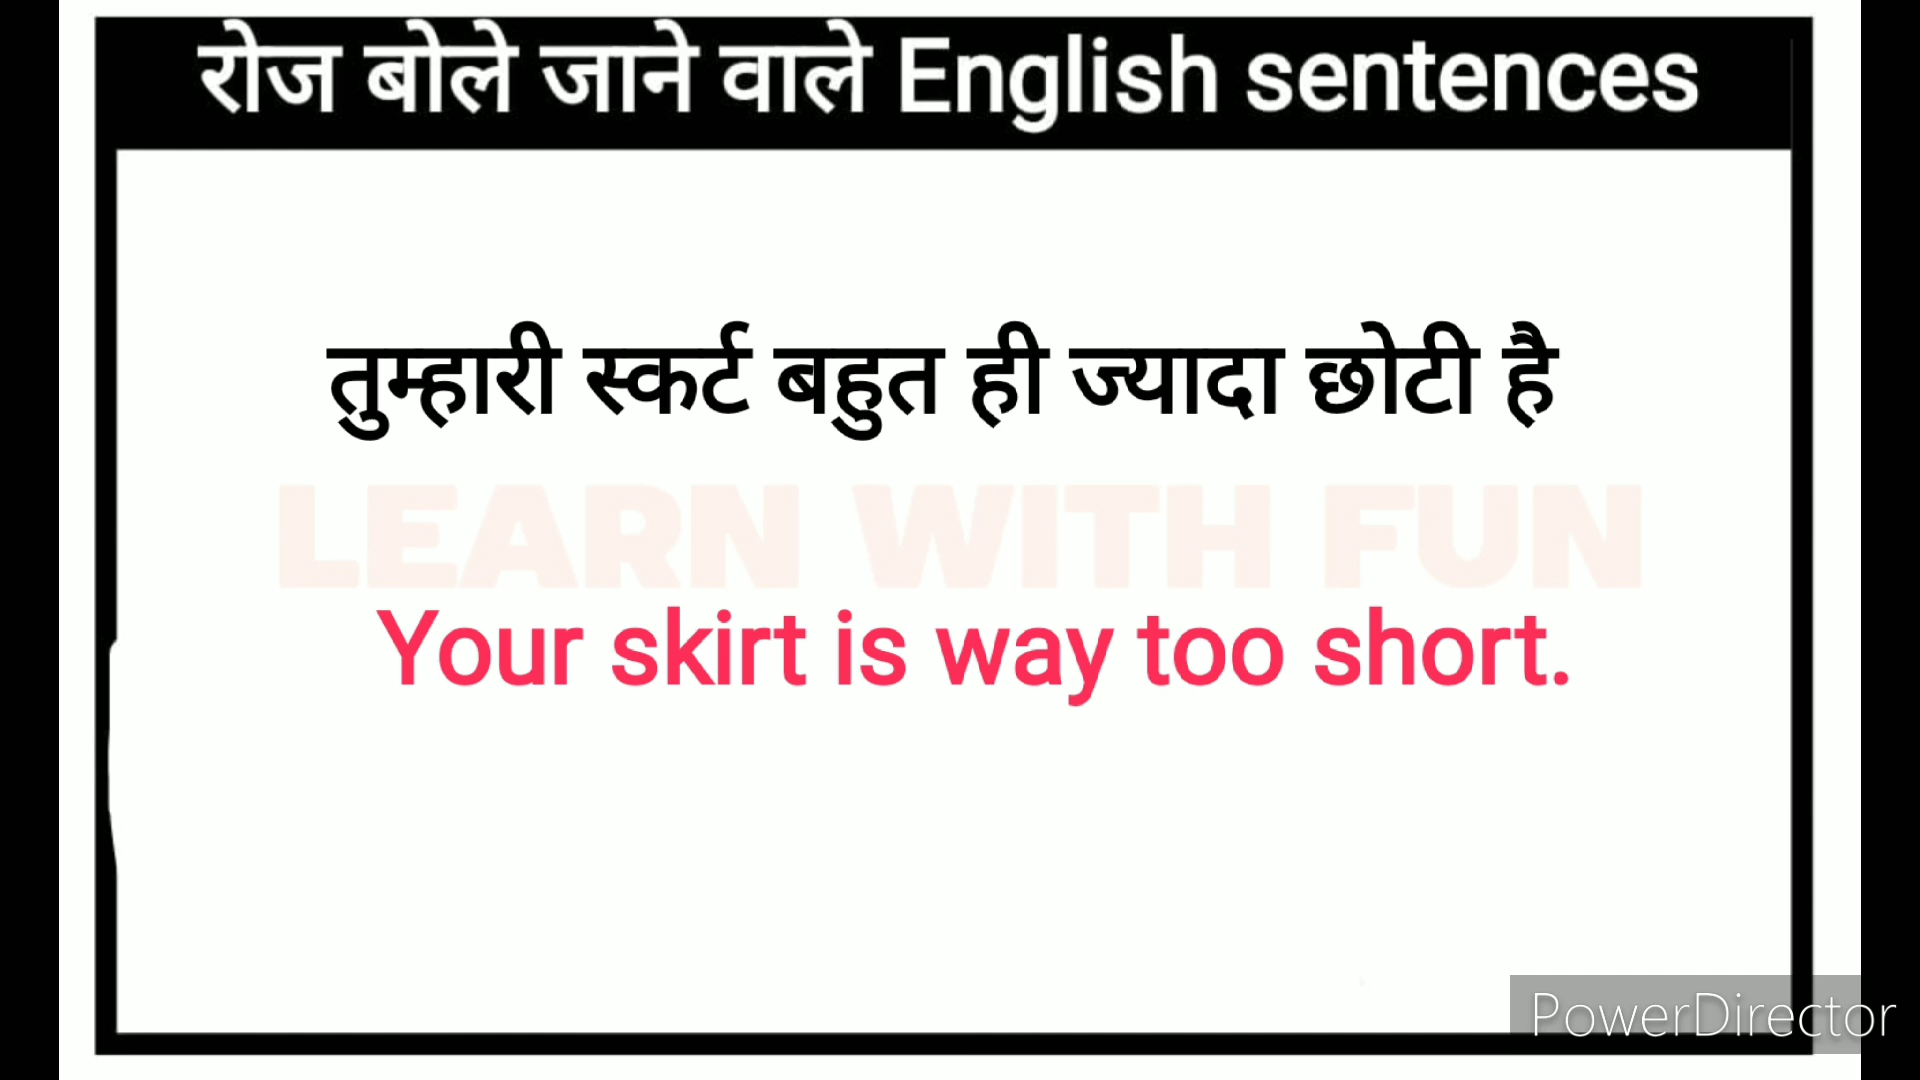 रोज बोले जाने वाले English sentences
तुम्हारी स्कर्ट बहुत ही ज्यादा छोटी है
LEARN WITH FUN
Your skirt is way too short.
PowerDirector